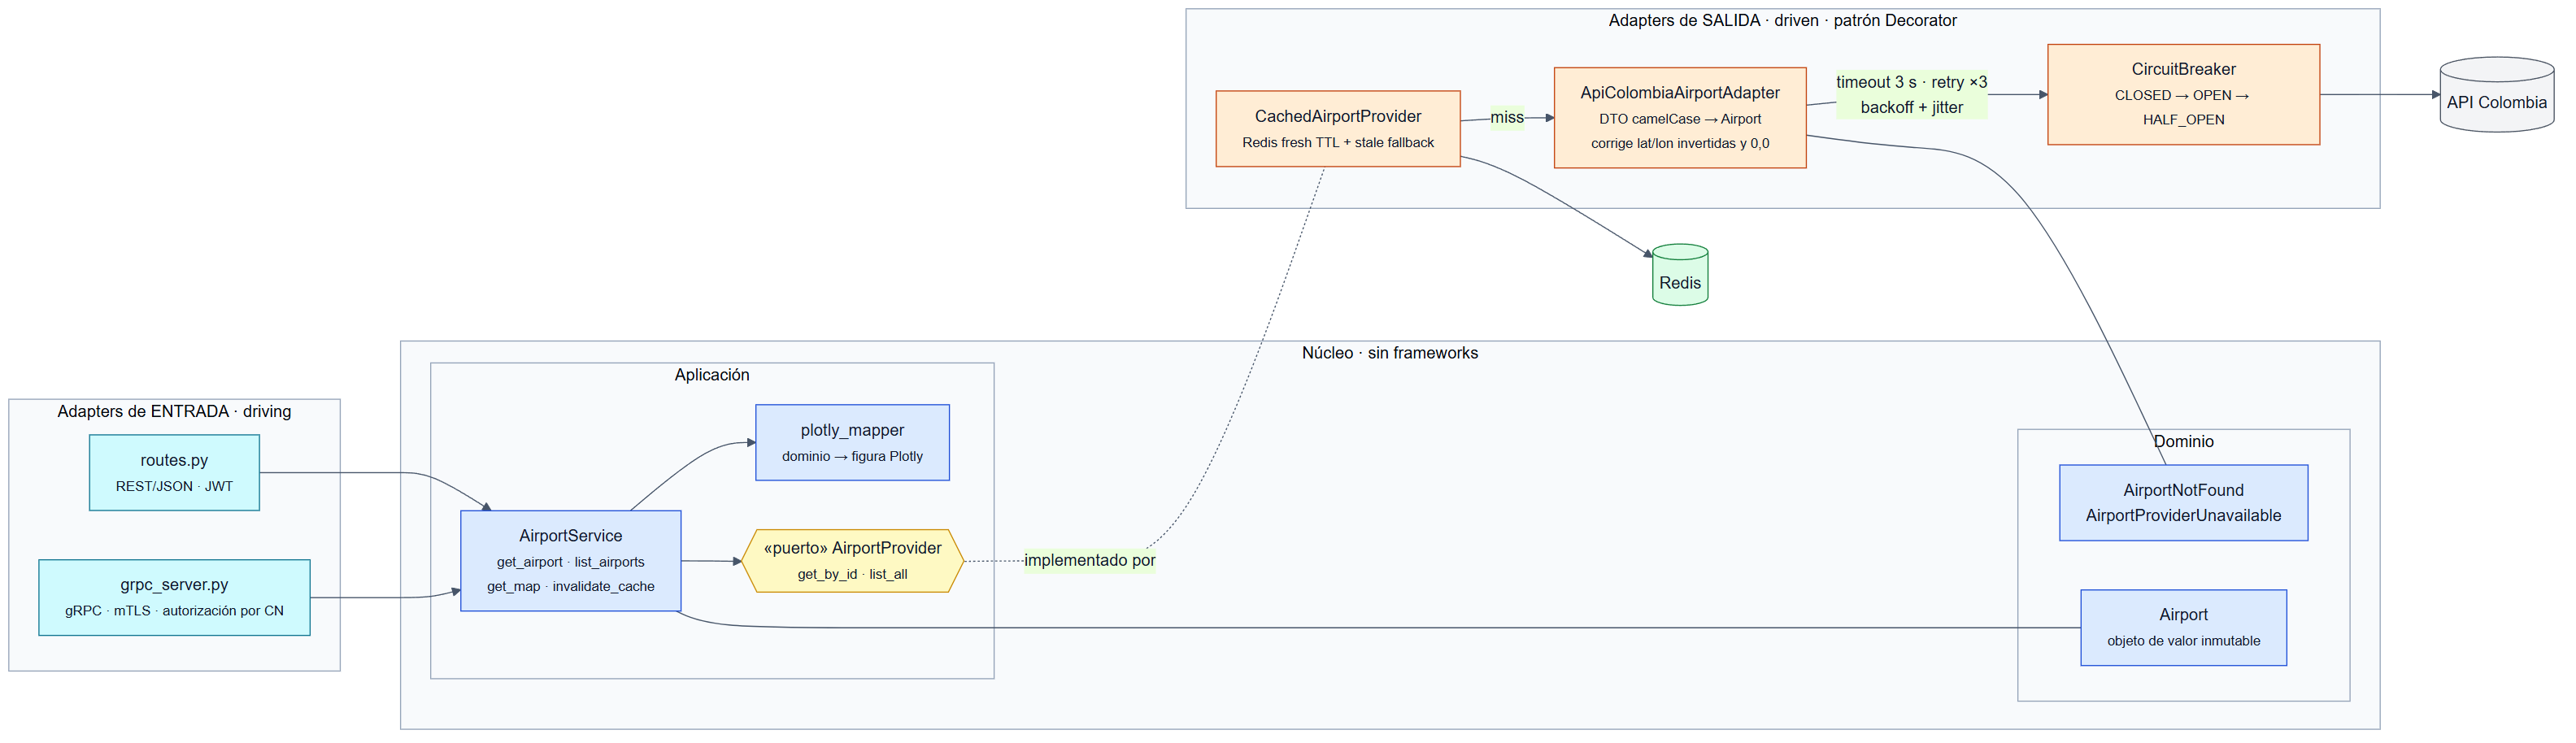 Adapters de SALIDA · driven · patrón Decorator
CachedAirportProvider
Redis fresh TTL + stale fallback
miss
ApiColombiaAirportAdapter
DTO camelCase → Airport
corrige lat/lon invertidas y 0,0
timeout 3 s · retry ×3
backoff + jitter
CircuitBreaker
CLOSED → OPEN →
HALF_OPEN
API Colombia
Redis
Núcleo · sin frameworks
Aplicación
Adapters de ENTRADA · driving
routes.py
REST/JSON · JWT
grpc_server.py
gRPC · mTLS · autorización por CN
plotly_mapper
dominio → figura Plotly
AirportService
get_airport · list_airports
get_map · invalidate_cache
«puerto» AirportProvider
get_by_id · list_all
implementado por
Dominio
AirportNotFound
AirportProviderUnavailable
Airport
objeto de valor inmutable